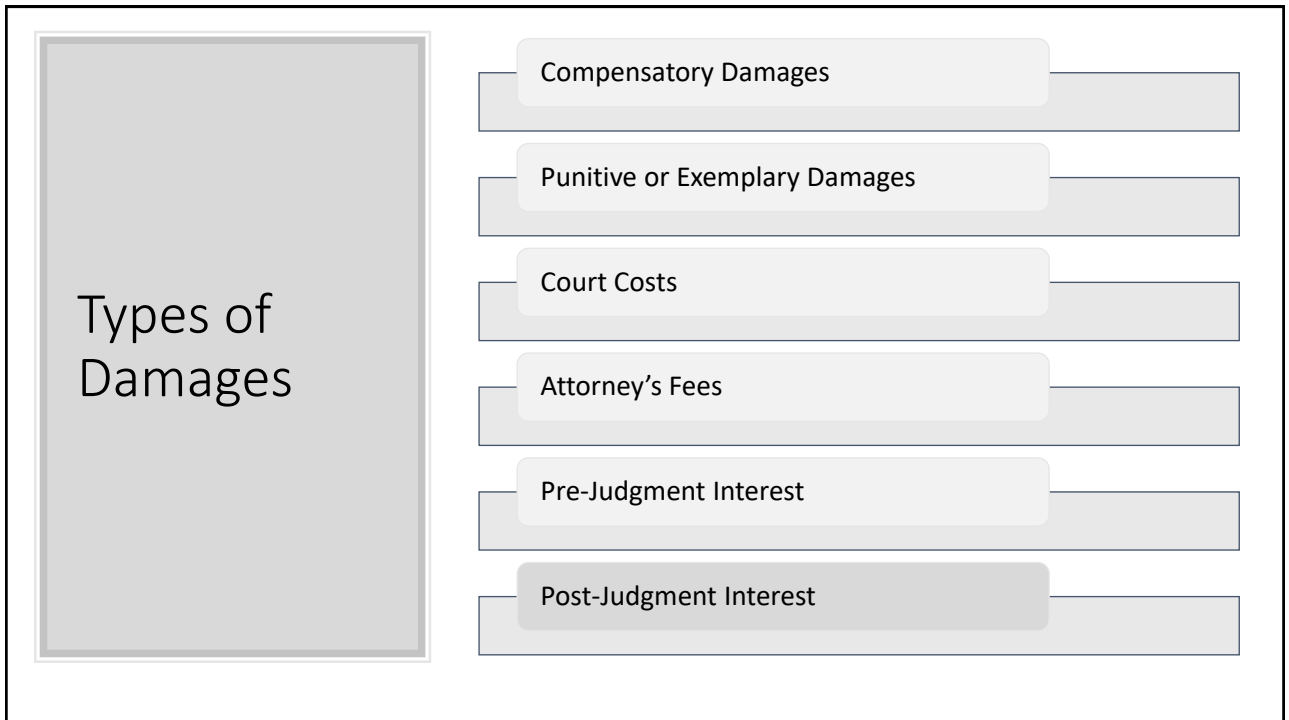 Types of
Damages
Compensatory Damages
Punitive or Exemplary Damages
Court Costs
Attorney’s Fees
Pre-Judgment Interest
Post-Judgment Interest